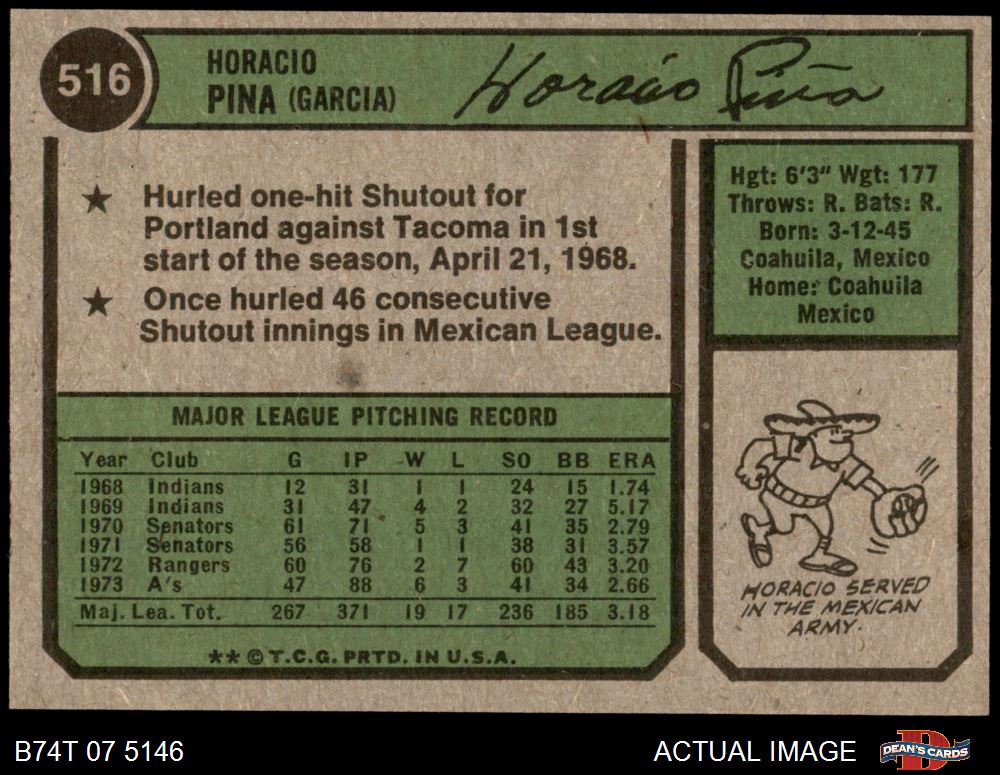 516
HORACIO
PINA (GARCIA)
Horacio Piña
★ Hurled one-hit Shutout for
Portland against Tacoma in 1st
start of the season, April 21, 1968.
★ Once hurled 46 consecutive
Shutout innings in Mexican League.
Hgt: 6'3" Wgt: 177
Throws: R. Bats: R.
Born: 3-12-45
Coahuila, Mexico
Home: Coahuila
Mexico
MAJOR LEAGUE PITCHING RECORD
Year Club G IP W L SO BB ERA
1968 Indians 12 31 1 1 24 15 1.74
1969 Indians 31 47 4 2 32 27 5.17
1970 Senators 61 71 5 3 41 35 2.79
1971 Senators 56 58 1 1 38 31 3.57
1972 Rangers 60 76 2 7 60 43 3.20
1973 A's 47 88 6 3 41 34 2.66
Maj. Lea. Tot. 267 371 19 17 236 185 3.18
** © T.C.G. PRTD. IN U.S.A.
HORACIO SERVED
IN THE MEXICAN
ARMY.
B74T 07 5146
ACTUAL IMAGE
DEAN'S CARDS